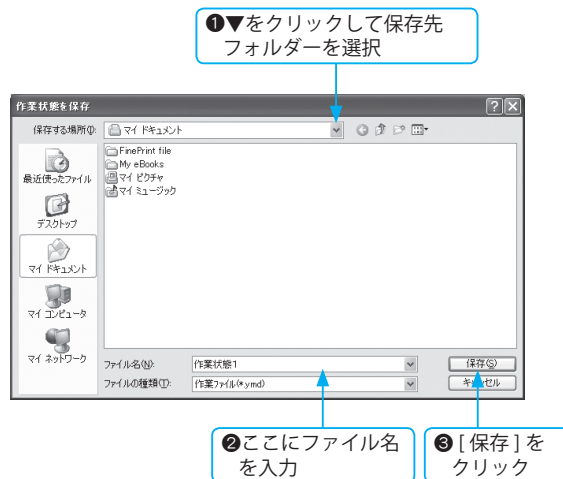 ❶▼をクリックして保存先
フォルダーを選択
作業状態を保存
保存する場所(I):
マイ ドキュメント
FinePrint file
My eBooks
マイ ピクチャ
マイ ミュージック
最近使ったファイル
デスクトップ
マイ ドキュメント
マイ コンピュータ
マイ ネットワーク
ファイル名(N):
作業状態1
保存(S)
ファイルの種類(T):
作業ファイル(*.ymd)
キャンセル
❷ここにファイル名
を入力
❸[保存]を
クリック